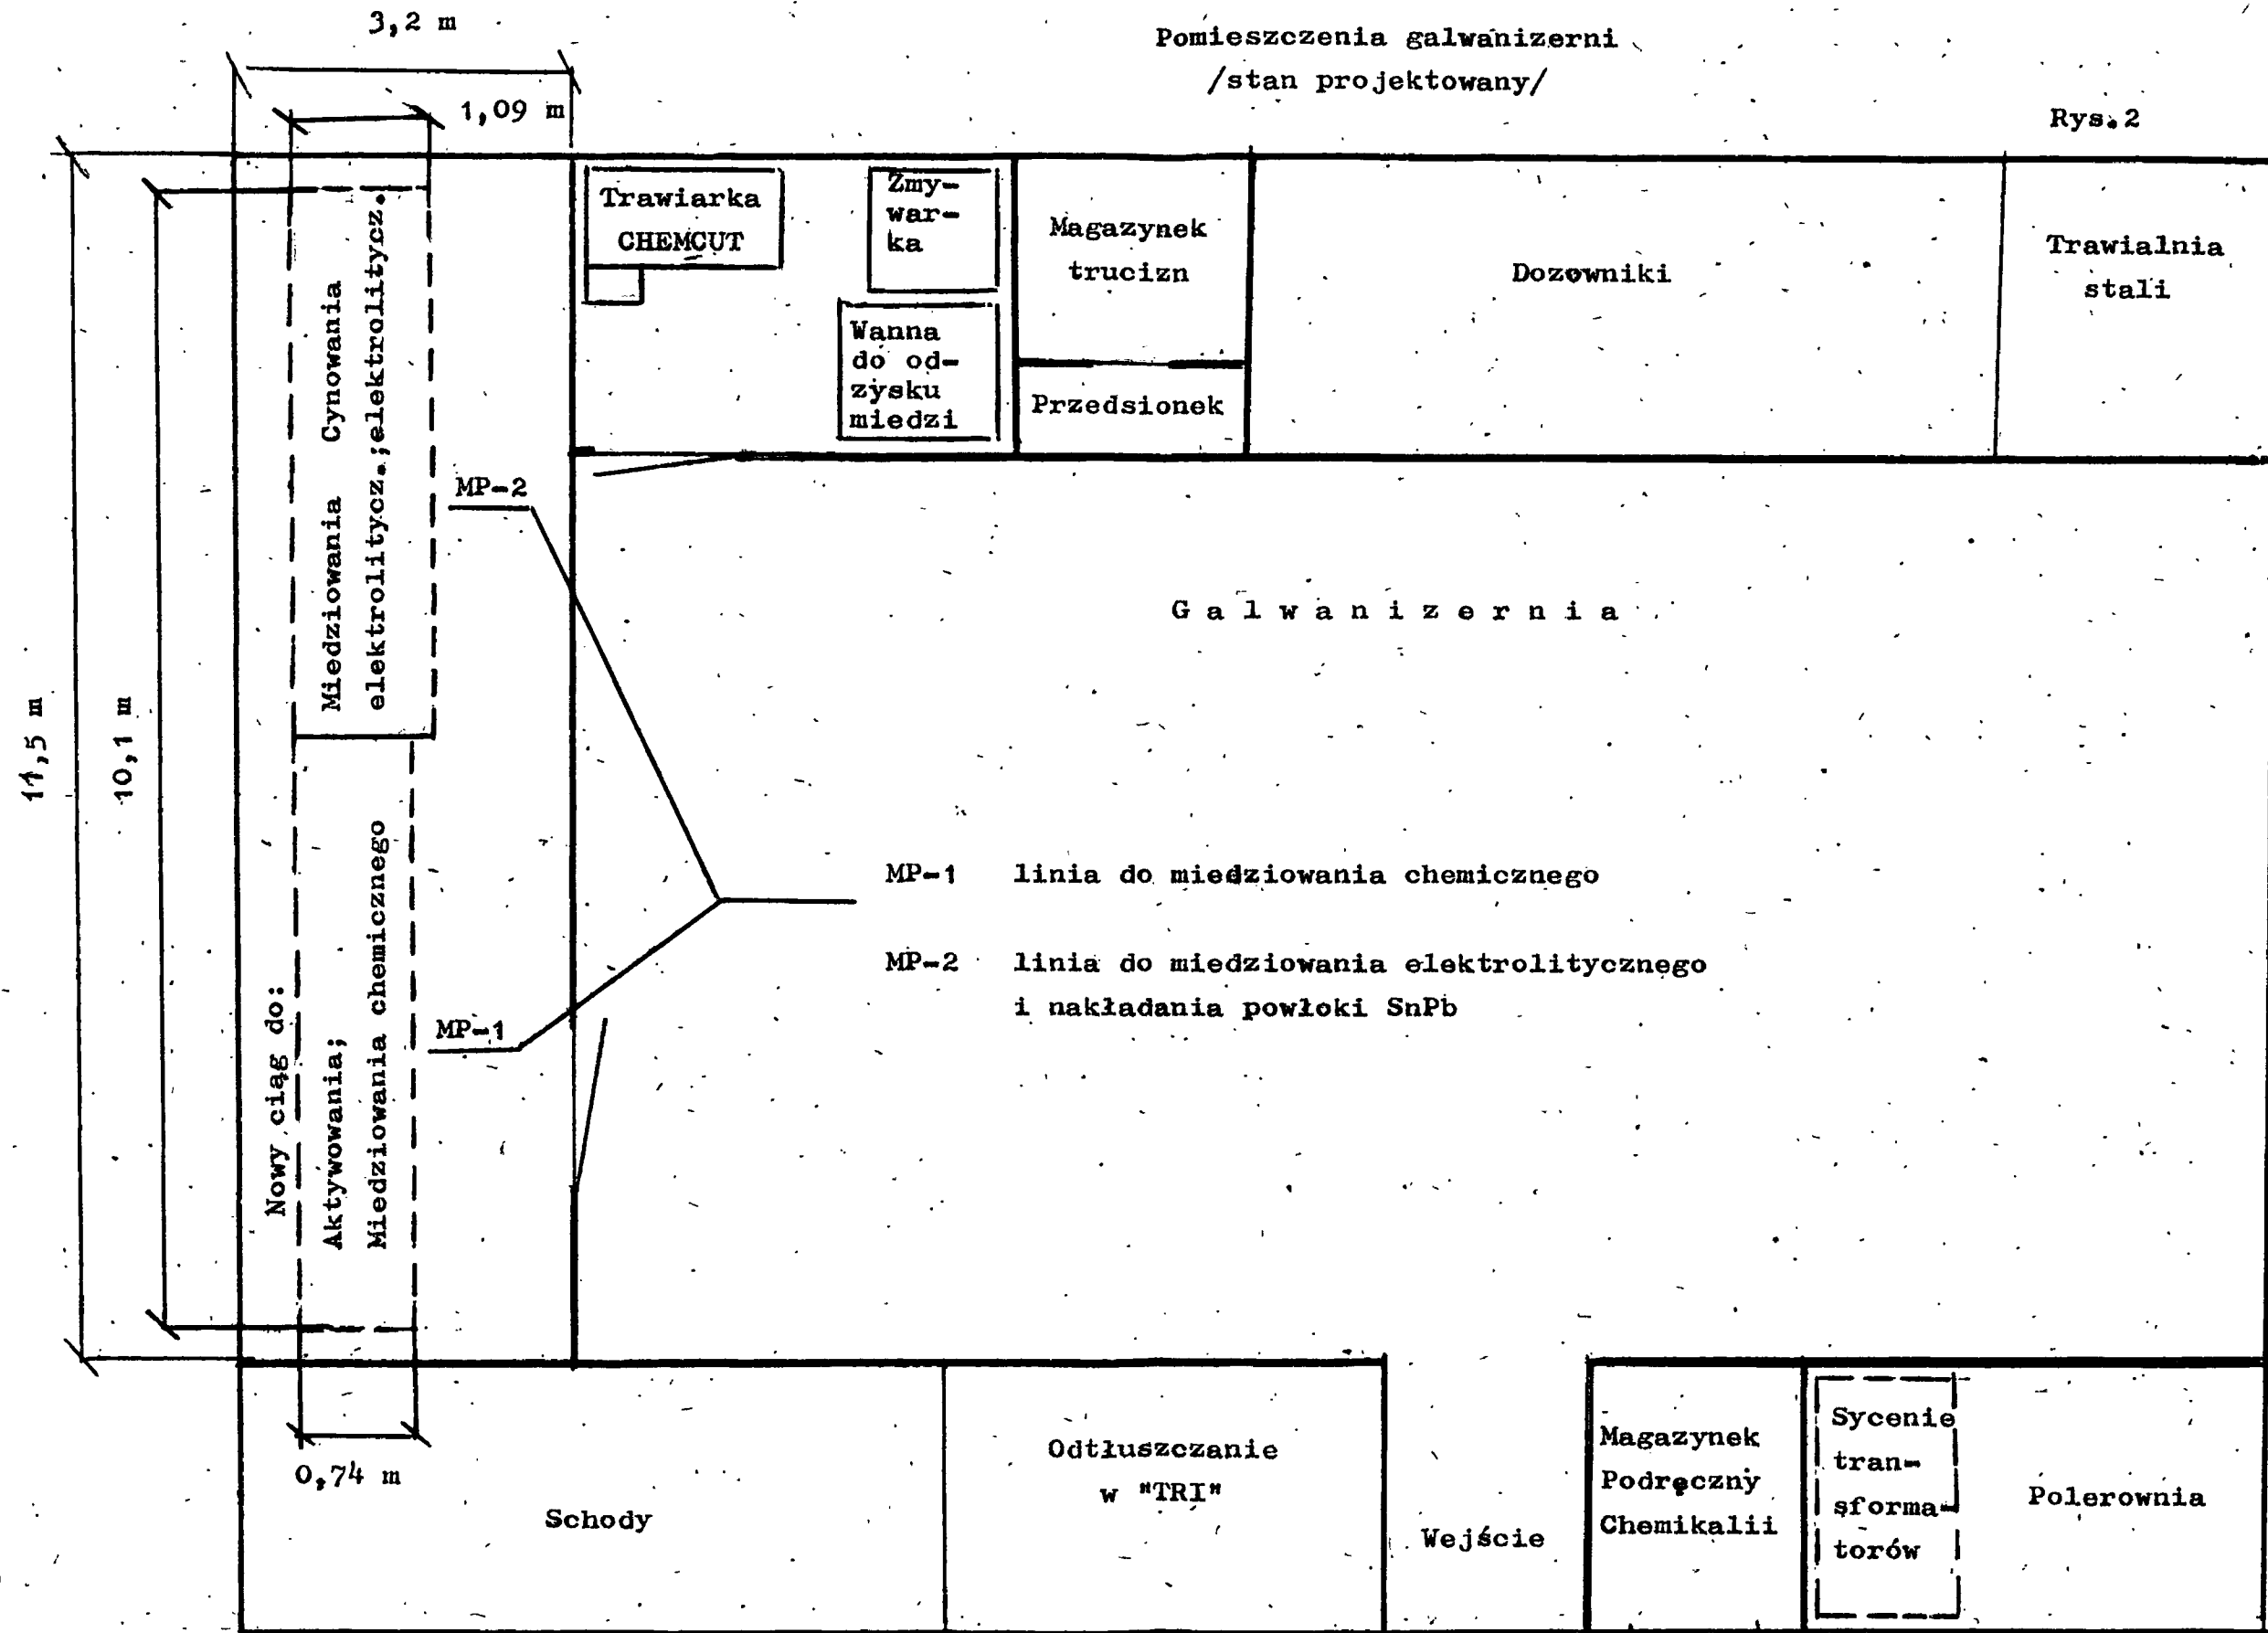 3,2 m
Pomieszczenia galwanizerni
/stan projektowany/
1,09 m
Rys.2
Trawiarka
CHEMCUT
Zmy-
war-
ka
Magazynek
trucizn
Dozowniki
Trawialnia
stali
Wanna
do od-
zysku
miedzi
Przedsionek
Miedziowania Cynowania
elektrolitycz.;elektrolitycz.
MP-2
Galwanizernia
11,5 m
10,1 m
MP-1 linia do miedziowania chemicznego
MP-2 linia do miedziowania elektrolitycznego
i nakładania powłoki SnPb
Nowy ciąg do:
Aktywowania;
Miedziowania chemicznego
MP-1
0,74 m
Schody
Odtłuszczanie
w "TRI"
Wejście
Magazynek
Podręczny
Chemikalii
Sycenie
tran-
sforma-
torów
Polerownia